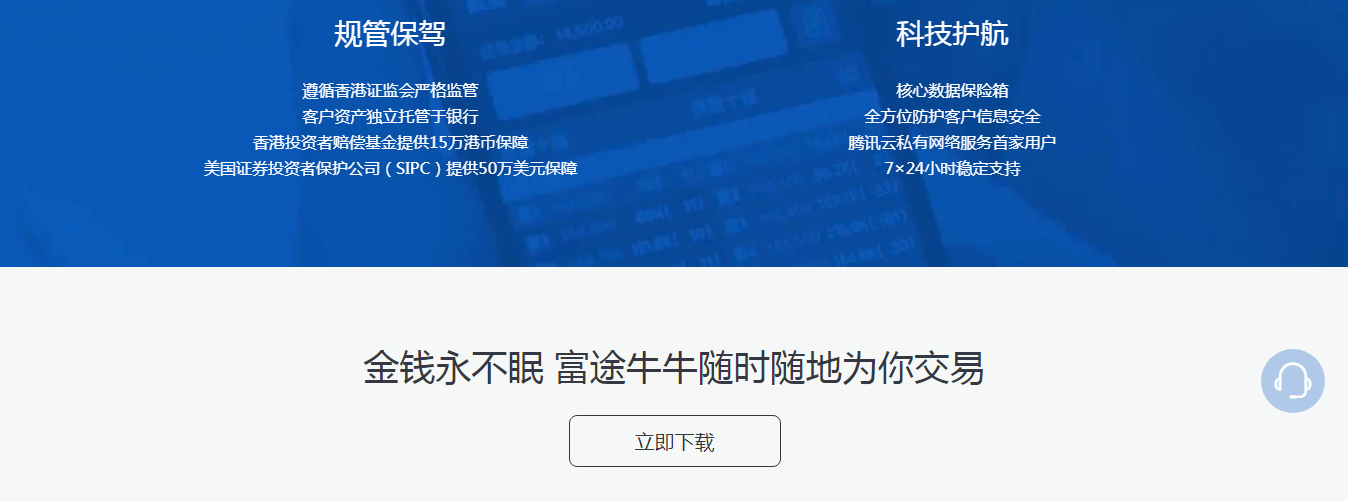 规管保驾
遵循香港证监会严格监管
客户资产独立托管于银行
香港投资者赔偿基金提供15万港币保障
美国证券投资者保护公司（SIPC）提供50万美元保障
科技护航
核心数据保险箱
全方位防护客户信息安全
腾讯云私有网络服务首家用户
7×24小时稳定支持
金钱永不眠 富途牛牛随时随地为你交易
立即下载